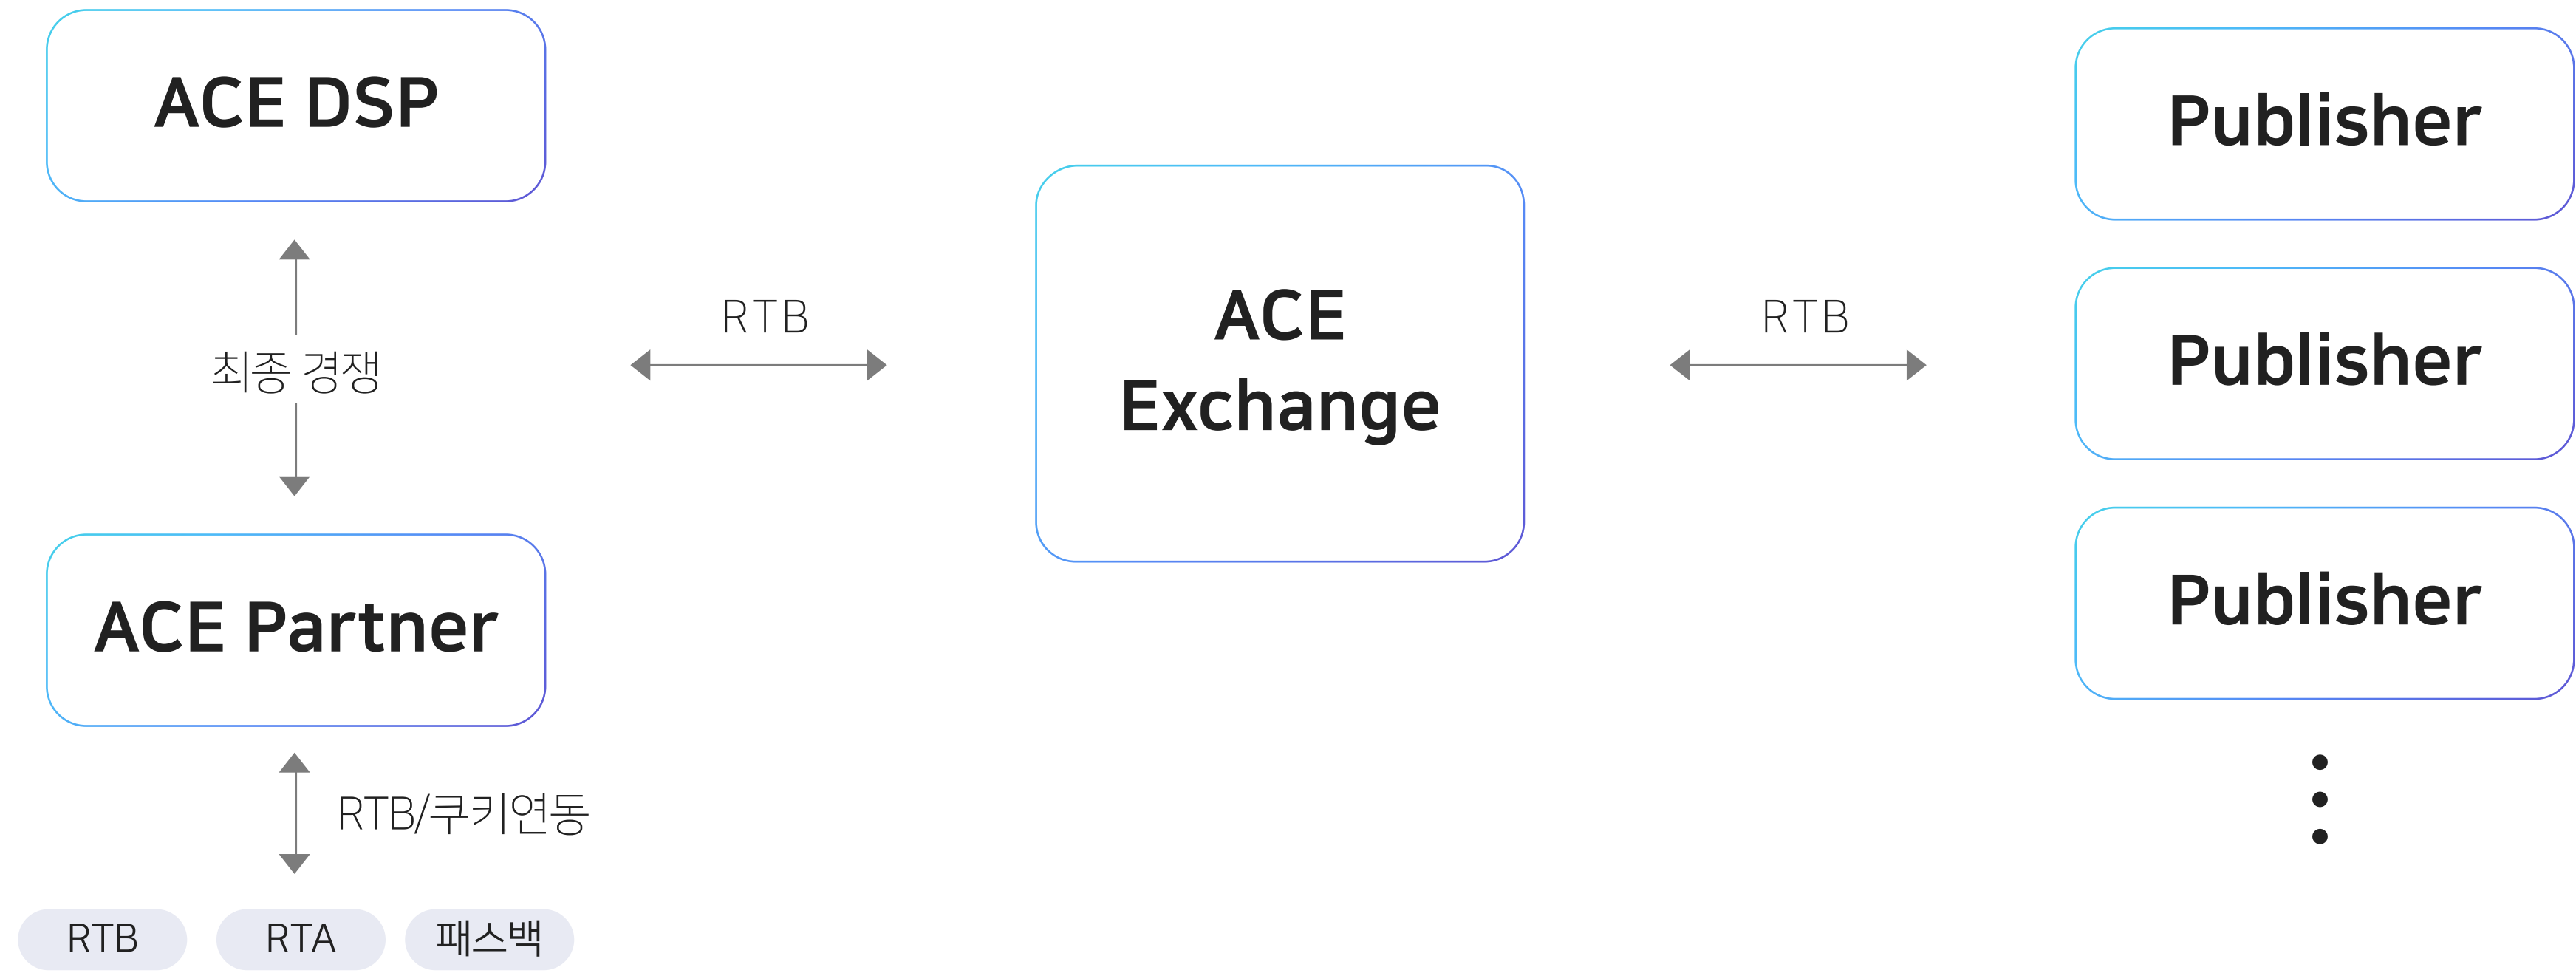 ACE DSP
최종 경쟁
ACE Partner
RTB/쿠키연동
RTB
RTA
패스백
RTB
ACE
Exchange
RTB
Publisher
Publisher
Publisher